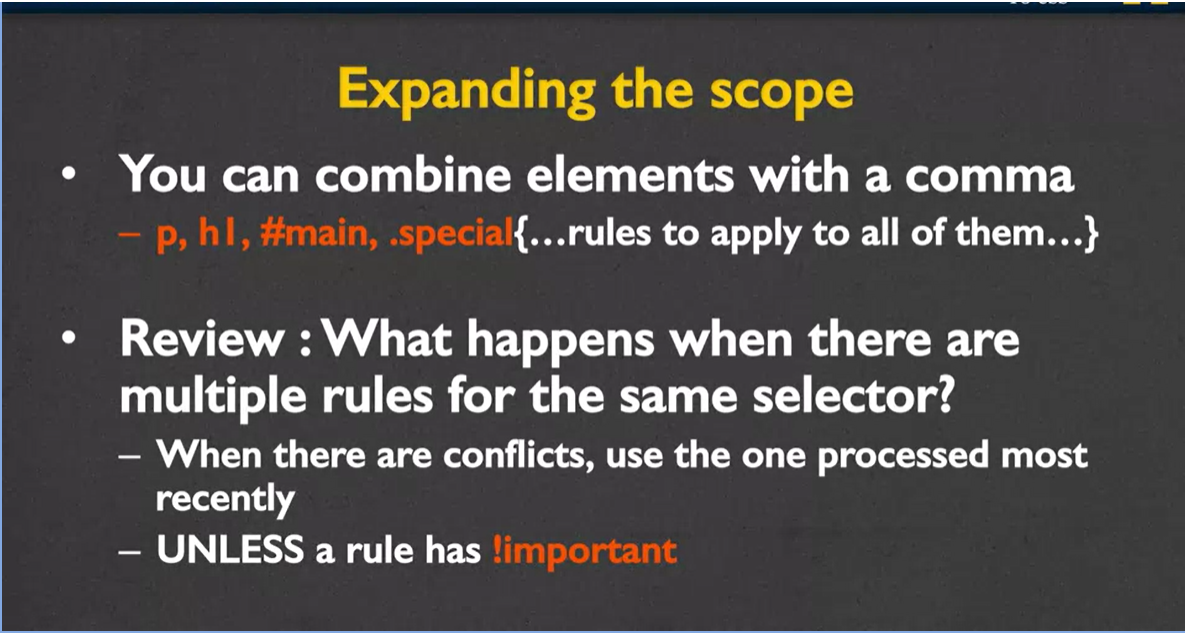 Expanding the scope
• You can combine elements with a comma
– p, h1, #main, .special{...rules to apply to all of them...}
• Review : What happens when there are
multiple rules for the same selector?
– When there are conflicts, use the one processed most
recently
– UNLESS a rule has !important